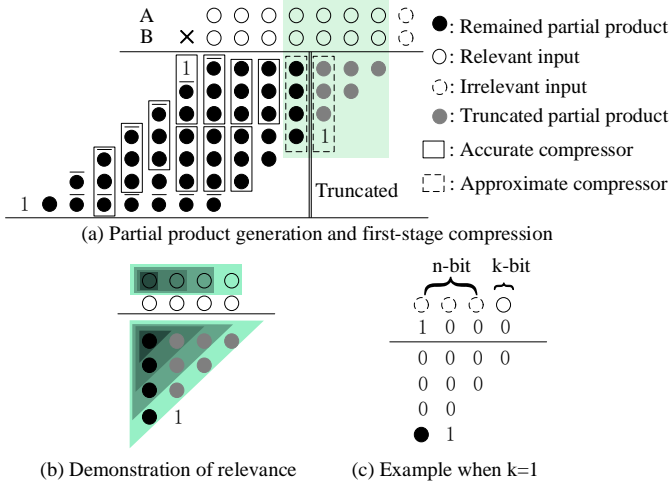 A
B
×
: Remained partial product
: Relevant input
: Irrelevant input
: Truncated partial product
: Accurate compressor
: Approximate compressor
1
1
1
Truncated
(a) Partial product generation and first-stage compression
n-bit k-bit
1 0 0 0
0 0 0 0
0 0 0
0 0
1
1
(b) Demonstration of relevance
(c) Example when k=1